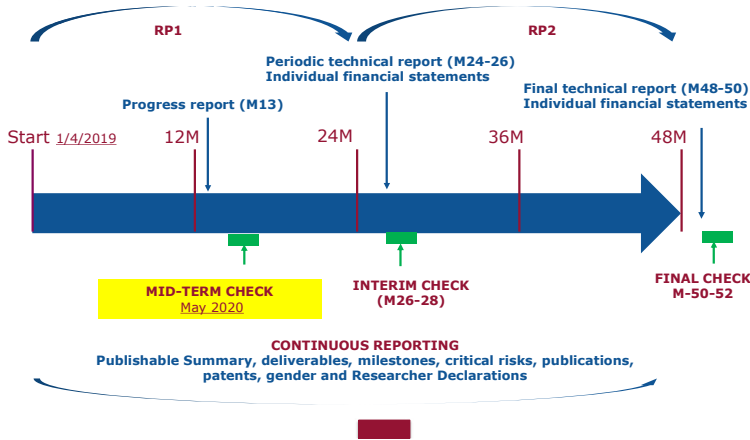 RP1
RP2
Periodic technical report (M24-26)
Individual financial statements
Final technical report (M48-50)
Individual financial statements
Progress report (M13)
Start 1/4/2019
12M
24M
36M
48M
MID-TERM CHECK
May 2020
INTERIM CHECK
(M26-28)
FINAL CHECK
M-50-52
CONTINUOUS REPORTING
Publishable Summary, deliverables, milestones, critical risks, publications,
patents, gender and Researcher Declarations